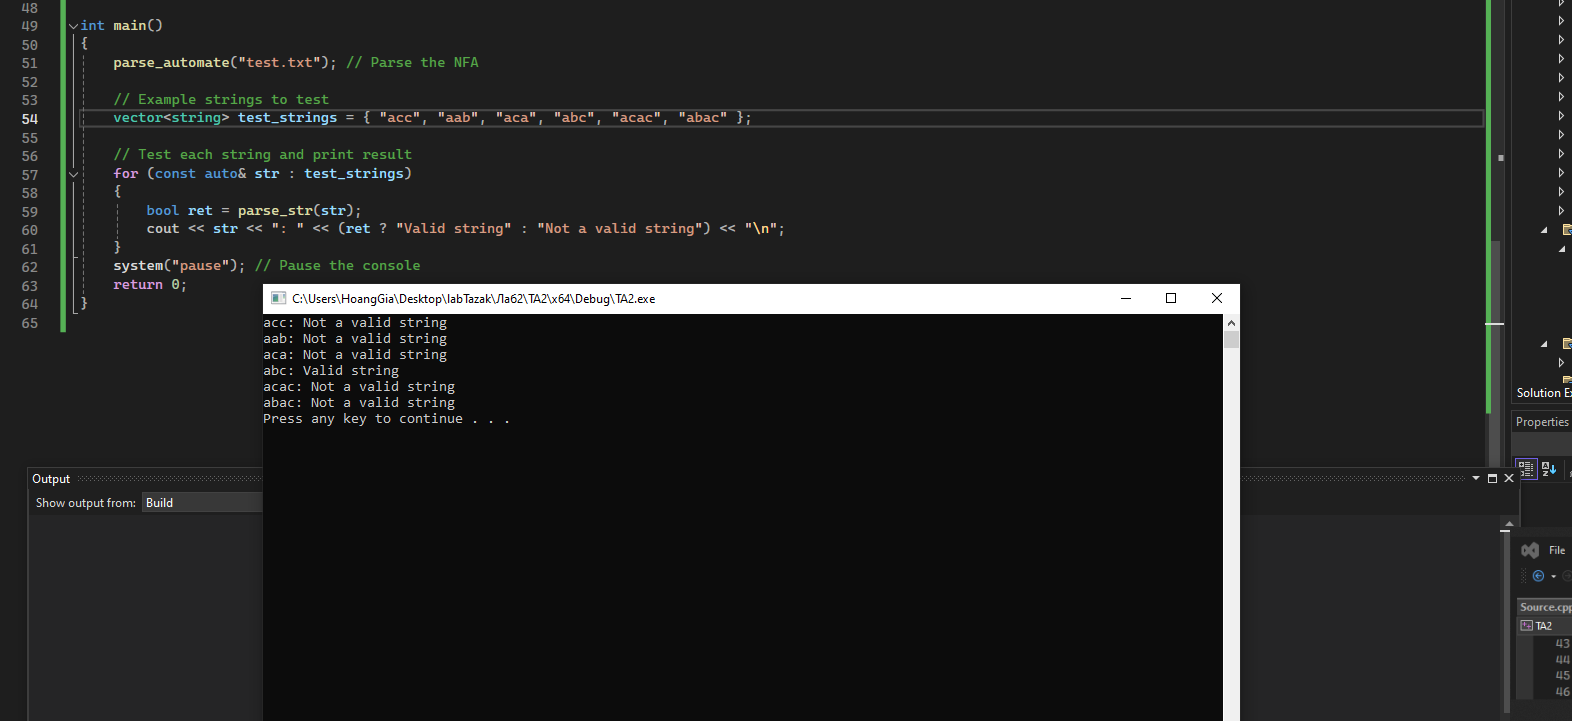 48
49 int main()
50 {
51 parse_automate("test.txt"); // Parse the NFA
52
53 // Example strings to test
54 vector<string> test_strings = { "acc", "aab", "aca", "abc", "acac", "abac" };
55
56 // Test each string and print result
57 for (const auto& str : test_strings)
58 {
59 bool ret = parse_str(str);
60 cout << str << ": " << (ret ? "Valid string" : "Not a valid string") << "\n";
61 }
62 system("pause"); // Pause the console
63 return 0;
64 }
65
C:\Users\HoangGia\Desktop\labTazak\Ла62\TA2\x64\Debug\TA2.exe
acc: Not a valid string
aab: Not a valid string
aca: Not a valid string
abc: Valid string
acac: Not a valid string
abac: Not a valid string
Press any key to continue . . .
Output
Show output from: Build
Solution Ex
Properties
File
Source.cpp
TA2
43
44
45
46